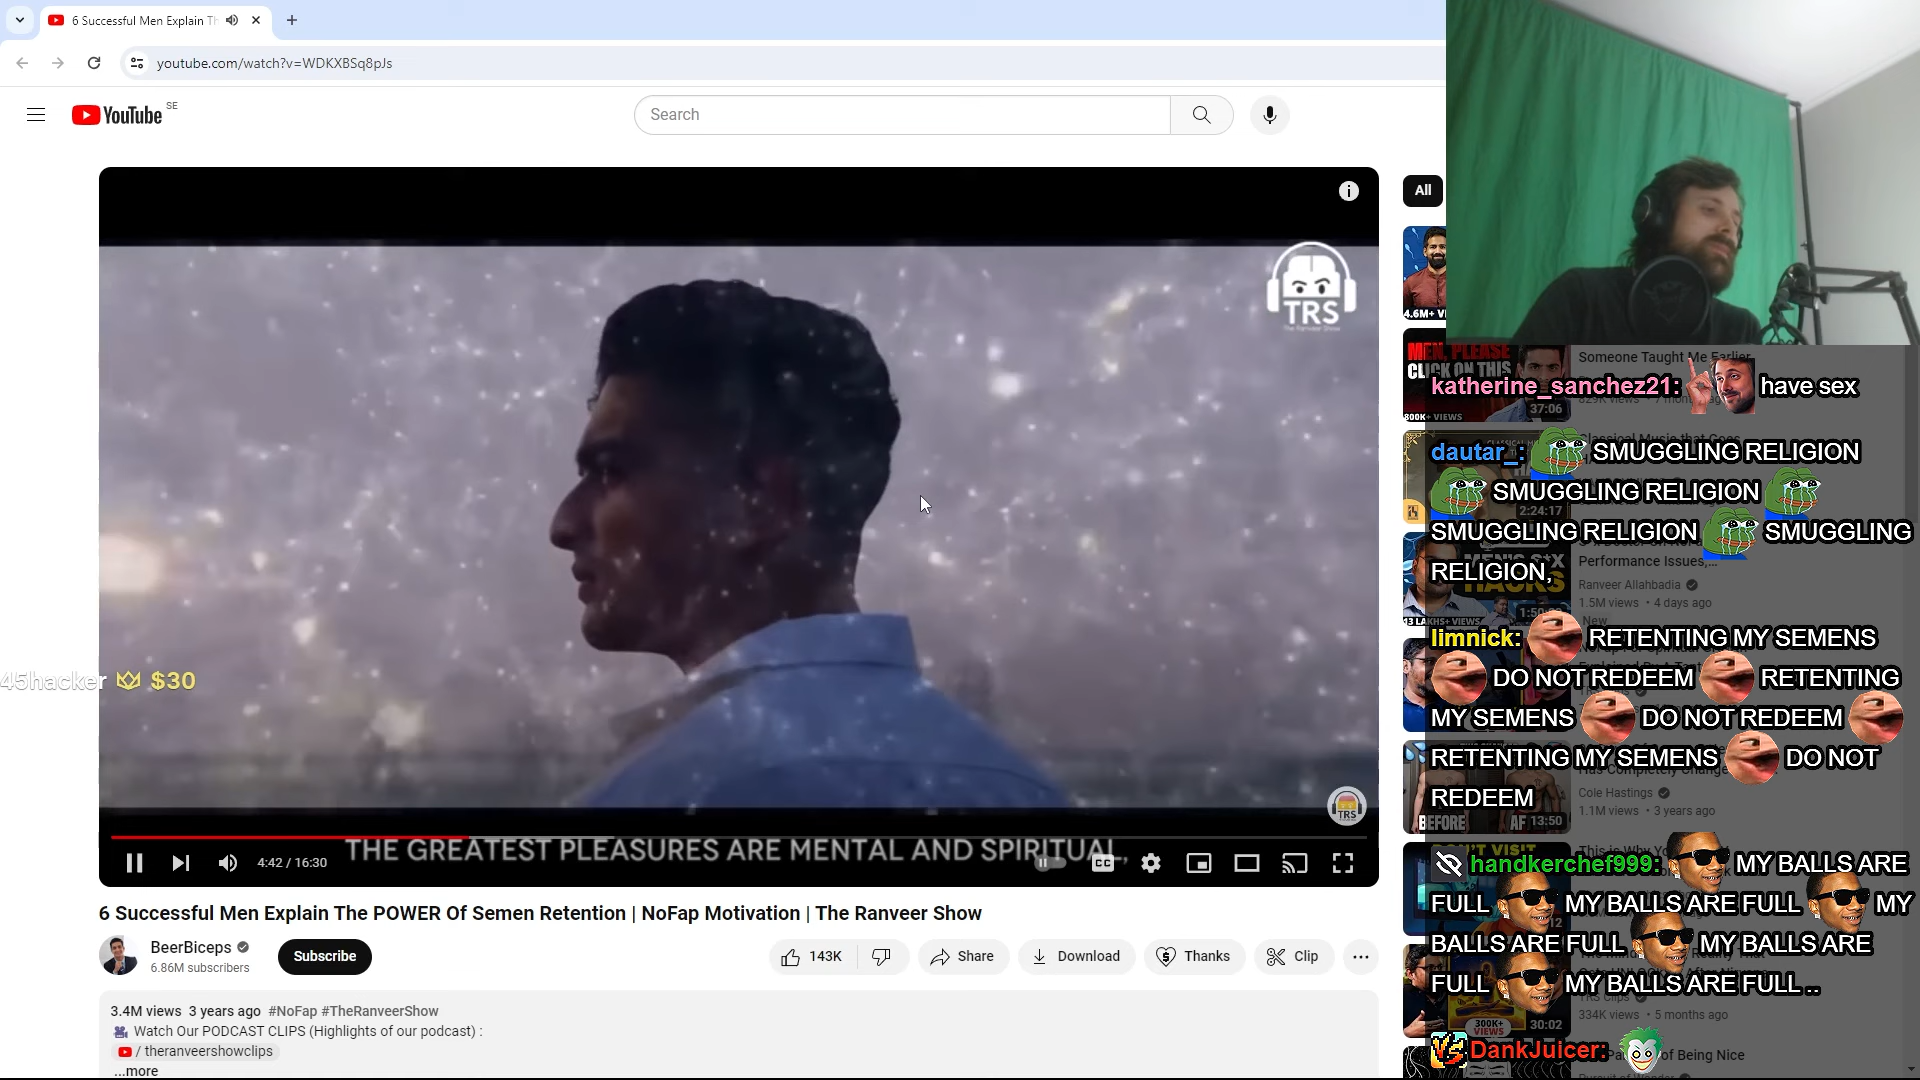 6 Successful Men Explain Th
youtube.com/watch?v=WDKXBSq8pJs
YouTube SE
Search
All
TRS
The Ranveer Show
4.6M+ VI
MEN, PLEASE
CLICK ON THIS
37:06
800K+ VIEWS
Someone Taught Me Earlier
katherine_sanchez21: have sex
dautar_: SMUGGLING RELIGION
SMUGGLING RELIGION
SMUGGLING RELIGION SMUGGLING
RELIGION,
2:24:17
MEN'S S*X
HACKS
Performance Issues,...
Ranveer Allahbadia
1.5M views • 4 days ago
New
13 LAKHS+ VIEWS
limnick: RETENTING MY SEMENS
DO NOT REDEEM RETENTING
MY SEMENS DO NOT REDEEM
RETENTING MY SEMENS DO NOT
REDEEM
Cole Hastings
1.1M views • 3 years ago
BEFORE AF 13:50
handkerchef999: MY BALLS ARE
FULL MY BALLS ARE FULL MY
BALLS ARE FULL MY BALLS ARE
FULL MY BALLS ARE FULL ..
TRS Clips
334K views • 5 months ago
300K+
VIEWS
30:02
DankJuicer:
of Being Nice
45hacker $30
TRS
THE GREATEST PLEASURES ARE MENTAL AND SPIRITUAL,
4:42 / 16:30
CC
6 Successful Men Explain The POWER Of Semen Retention | NoFap Motivation | The Ranveer Show
BeerBiceps
6.86M subscribers
Subscribe
143K
Share
Download
Thanks
Clip
3.4M views 3 years ago #NoFap #TheRanveerShow
Watch Our PODCAST CLIPS (Highlights of our podcast) :
/ theranveershowclips
...more